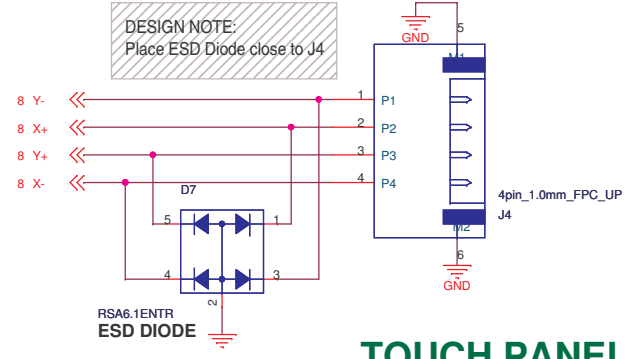 DESIGN NOTE:
Place ESD Diode close to J4
GND
5
M1
8 Y-
1
P1
8 X+
2
P2
8 Y+
3
P3
8 X-
4
P4
D7
4pin_1.0mm_FPC_UP
J4
M2
5
1
4
3
2
6
GND
RSA6.1ENTR
ESD DIODE
TOUCH PANEL